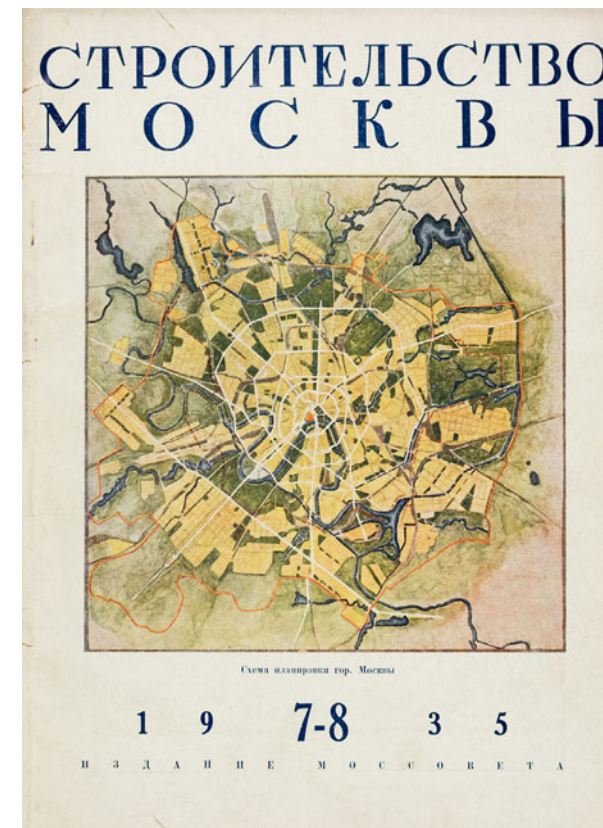 СТРОИТЕЛЬСТВО
МОСКВЫ
Схема планировки гор. Москвы
19 7-8 35
ИЗДАНИЕ МОССОВЕТА